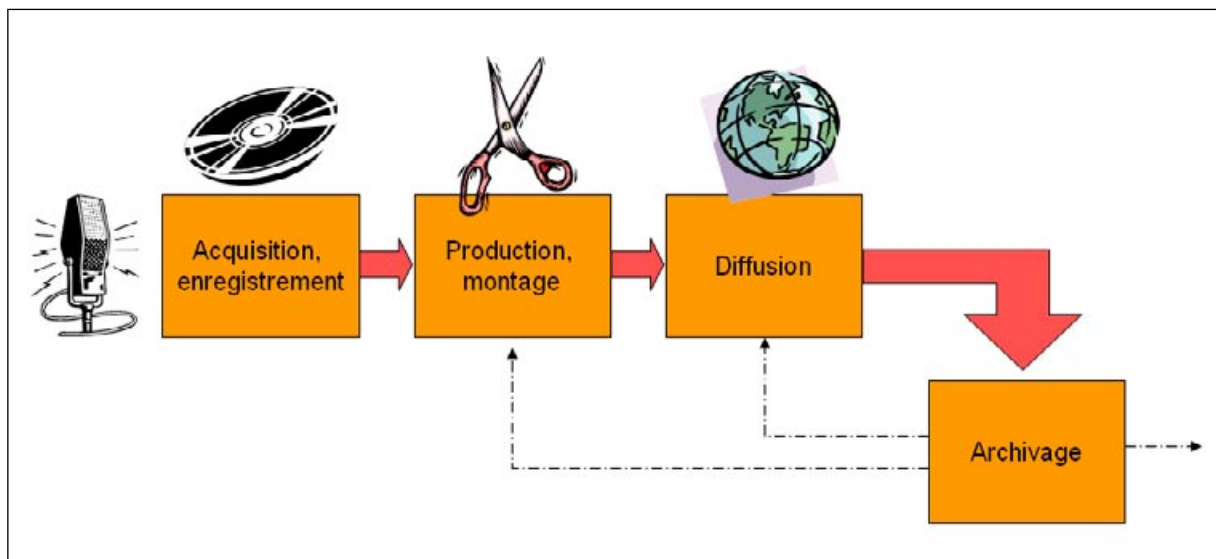 Acquisition,
enregistrement
Production,
montage
Diffusion
Archivage